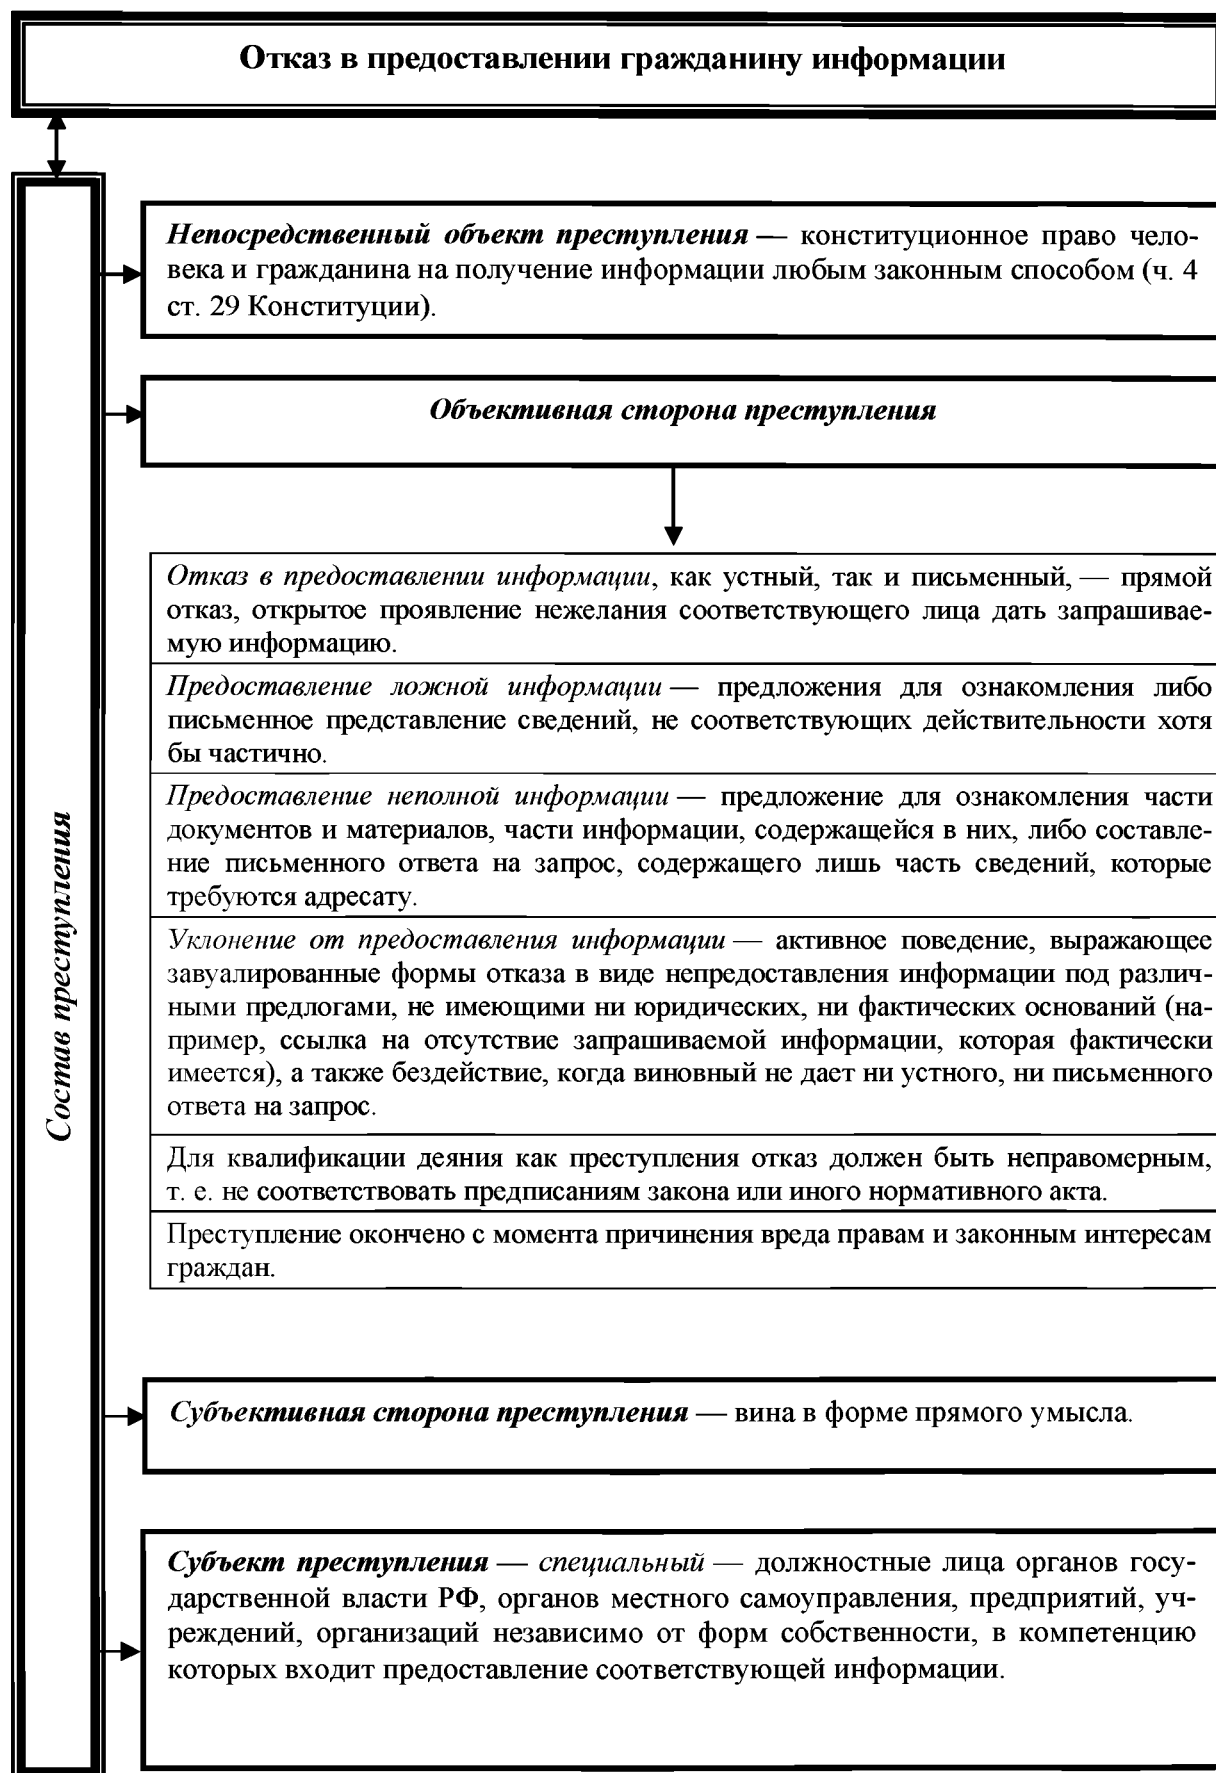 Отказ в предоставлении гражданину информации
Состав преступления
Непосредственный объект преступления — конституционное право чело-
века и гражданина на получение информации любым законным способом (ч. 4
ст. 29 Конституции).
Объективная сторона преступления
Отказ в предоставлении информации, как устный, так и письменный, — прямой
отказ, открытое проявление нежелания соответствующего лица дать запрашивае-
мую информацию.
Предоставление ложной информации — предложения для ознакомления либо
письменное представление сведений, не соответствующих действительности хотя
бы частично.
Предоставление неполной информации — предложение для ознакомления части
документов и материалов, части информации, содержащейся в них, либо составле-
ние письменного ответа на запрос, содержащего лишь часть сведений, которые
требуются адресату.
Уклонение от предоставления информации — активное поведение, выражающее
завуалированные формы отказа в виде непредоставления информации под различ-
ными предлогами, не имеющими ни юридических, ни фактических оснований (на-
пример, ссылка на отсутствие запрашиваемой информации, которая фактически
имеется), а также бездействие, когда виновный не дает ни устного, ни письменного
ответа на запрос.
Для квалификации деяния как преступления отказ должен быть неправомерным,
т. е. не соответствовать предписаниям закона или иного нормативного акта.
Преступление окончено с момента причинения вреда правам и законным интересам
граждан.
Субъективная сторона преступления — вина в форме прямого умысла.
Субъект преступления — специальный — должностные лица органов госу-
дарственной власти РФ, органов местного самоуправления, предприятий, уч-
реждений, организаций независимо от форм собственности, в компетенцию
которых входит предоставление соответствующей информации.